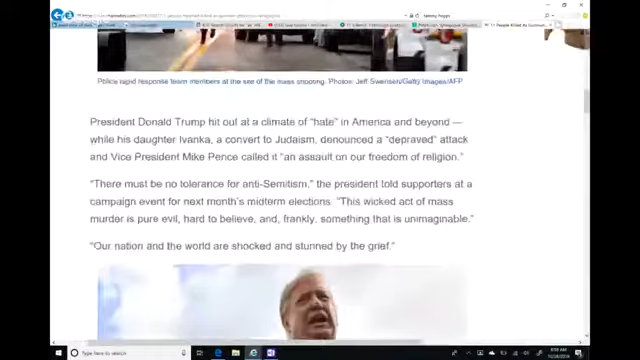 Police rapid response team members at the see of the mass shooting. Photos: Jeff Swensen/Getty Images/AFP
President Donald Trump hit out at a climate of “hate” in America and beyond —
while his daughter Ivanka, a convert to Judaism, denounced a “depraved” attack
and Vice President Mike Pence called it “an assault on our freedom of religion.”
“There must be no tolerance for anti-Semitism,” the president told supporters at a
campaign event for next month’s midterm elections. “This wicked act of mass
murder is pure evil, hard to believe, and, frankly, something that is unimaginable.”
“Our nation and the world are shocked and stunned by the grief.”
Type here to search